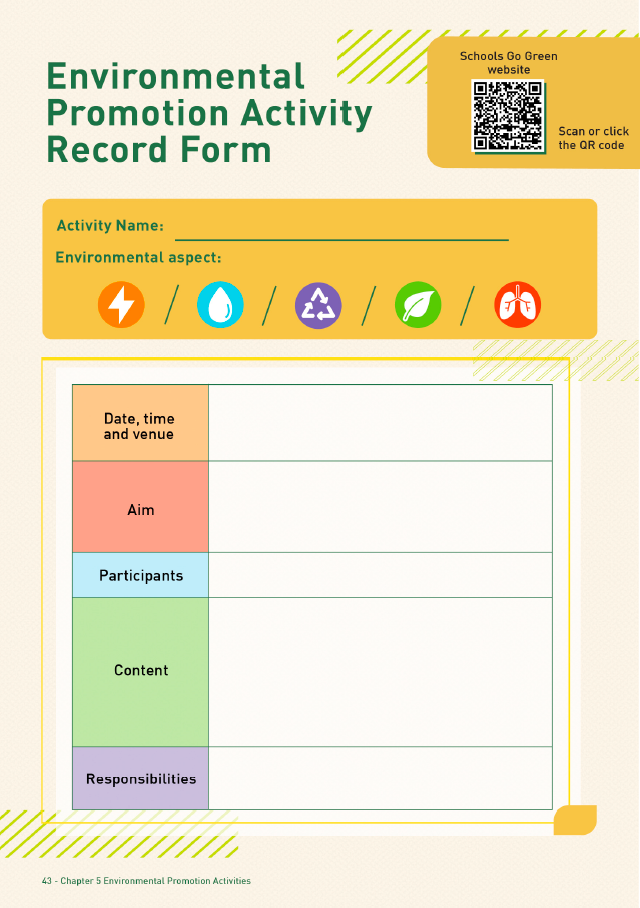 Environmental
Promotion Activity
Record Form
Schools Go Green
website
Scan or click
the QR code
Activity Name:
Environmental aspect:
Date, time
and venue
Aim
Participants
Content
Responsibilities
43 - Chapter 5 Environmental Promotion Activities